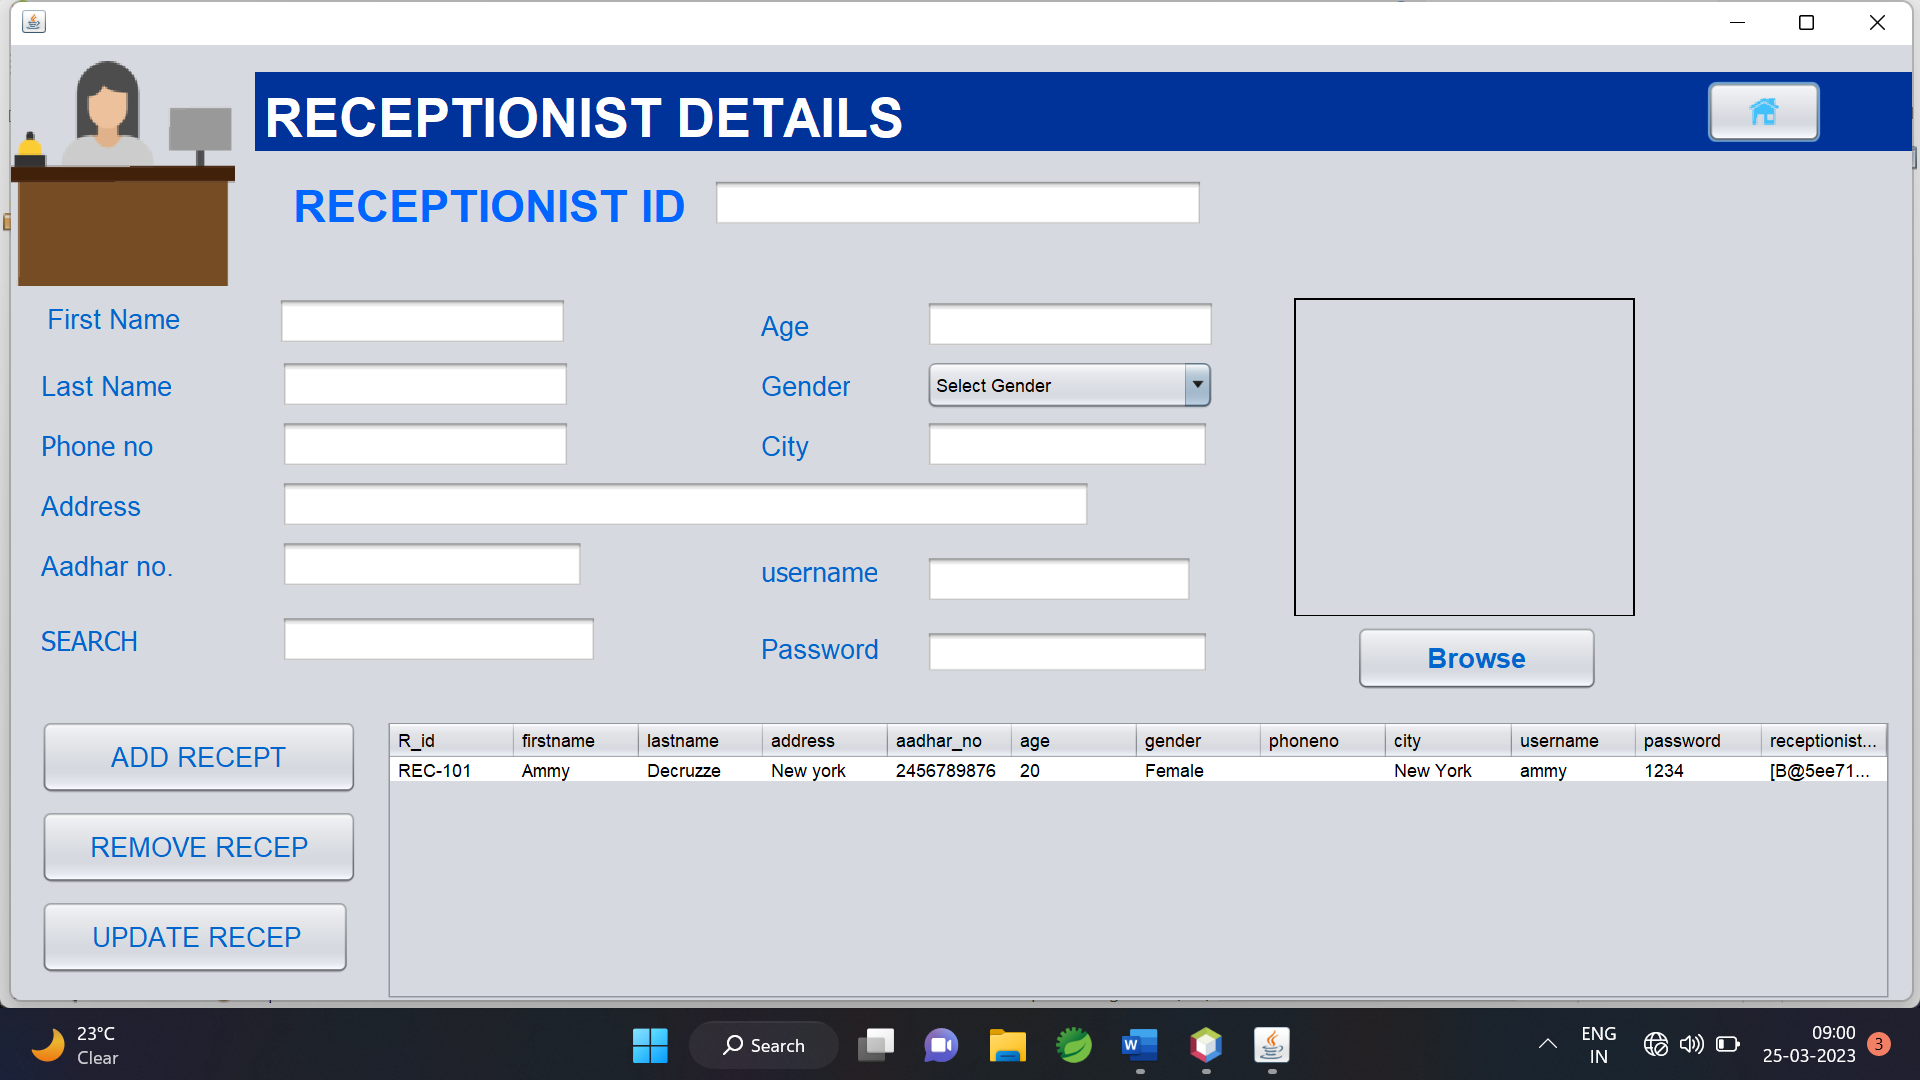 RECEPTIONIST DETAILS
RECEPTIONIST ID
First Name
Age
Last Name
Gender
Select Gender
Phone no
City
Address
Aadhar no.
username
SEARCH
Password
Browse
ADD RECEPT
REMOVE RECEP
UPDATE RECEP
R_id firstname lastname address aadhar_no age gender phoneno city username password receptionist...
REC-101 Ammy Decruzze New york 2456789876 20 Female New York ammy 1234 [B@5ee71...
23°C
Clear
Search
W
ENG
IN
09:00
25-03-2023
3